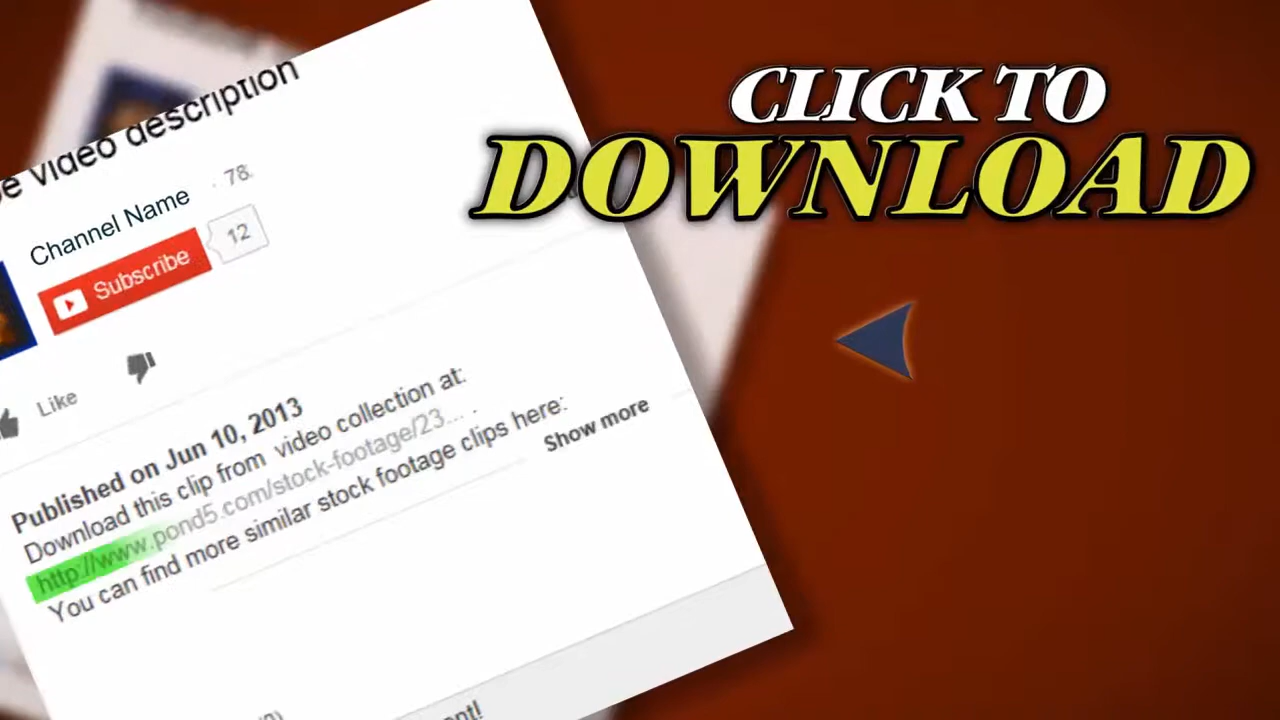 CLICK TO
DOWNLOAD
video description
Channel Name
78
Subscribe
12
Like
Published on Jun 10, 2013
Download this clip from video collection at:
http://www.pond5.com/stock-footage/23... .
You can find more similar stock footage clips here:
Show more